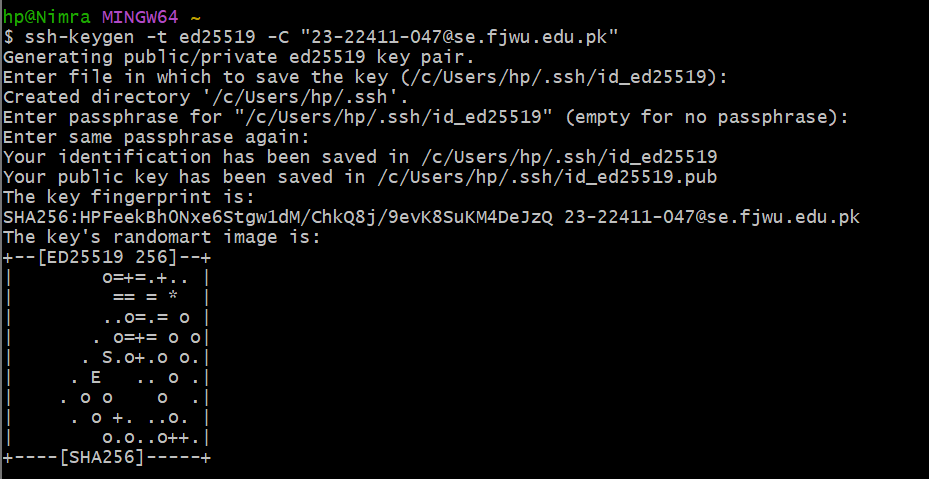 hp@Nimra MINGW64 ~
$ ssh-keygen -t ed25519 -C "23-22411-047@se.fjwu.edu.pk"
Generating public/private ed25519 key pair.
Enter file in which to save the key (/c/Users/hp/.ssh/id_ed25519):
Created directory '/c/Users/hp/.ssh'.
Enter passphrase for "/c/Users/hp/.ssh/id_ed25519" (empty for no passphrase):
Enter same passphrase again:
Your identification has been saved in /c/Users/hp/.ssh/id_ed25519
Your public key has been saved in /c/Users/hp/.ssh/id_ed25519.pub
The key fingerprint is:
SHA256:HPFeekBh0Nxe6Stgw1dM/ChkQ8j/9evK8SuKM4DeJzQ 23-22411-047@se.fjwu.edu.pk
The key's randomart image is:
+--[ED25519 256]--+
|        o=+=.+.. |
|         == = *  |
|        ..o=.= o |
|       . o=+= o o|
|      . S.o+.o o.|
|     . E   .. o .|
|    . o o    o  .|
|     . o +. ..o. |
|        o.o..o++.|
+----[SHA256]-----+